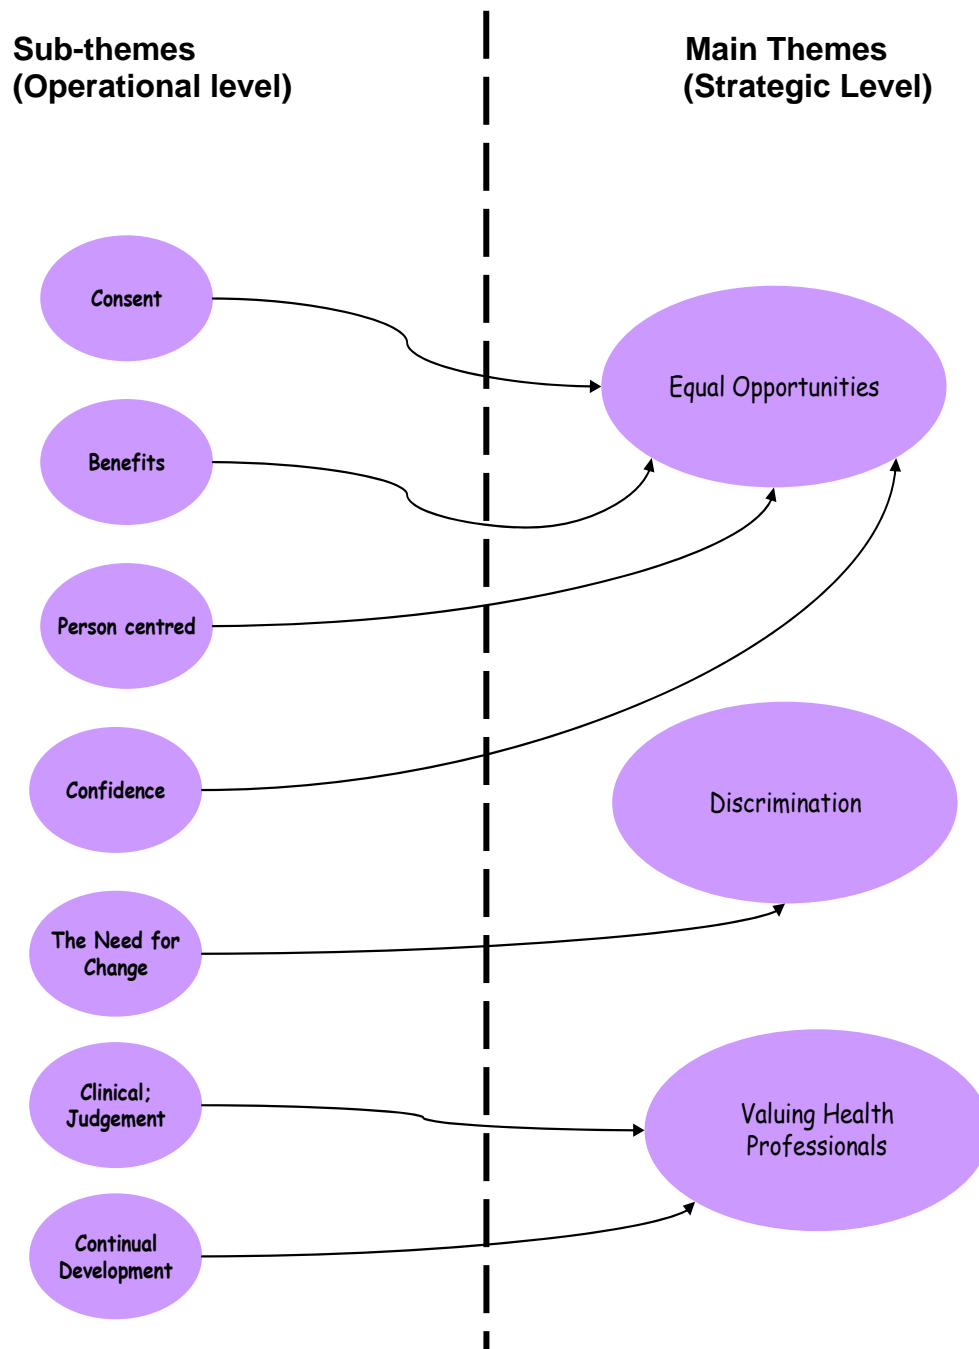 Sub-themes
(Operational level)
Main Themes
(Strategic Level)
Consent
Equal Opportunities
Benefits
Person centred
Confidence
Discrimination
The Need for
Change
Clinical;
Judgement
Valuing Health
Professionals
Continual
Development